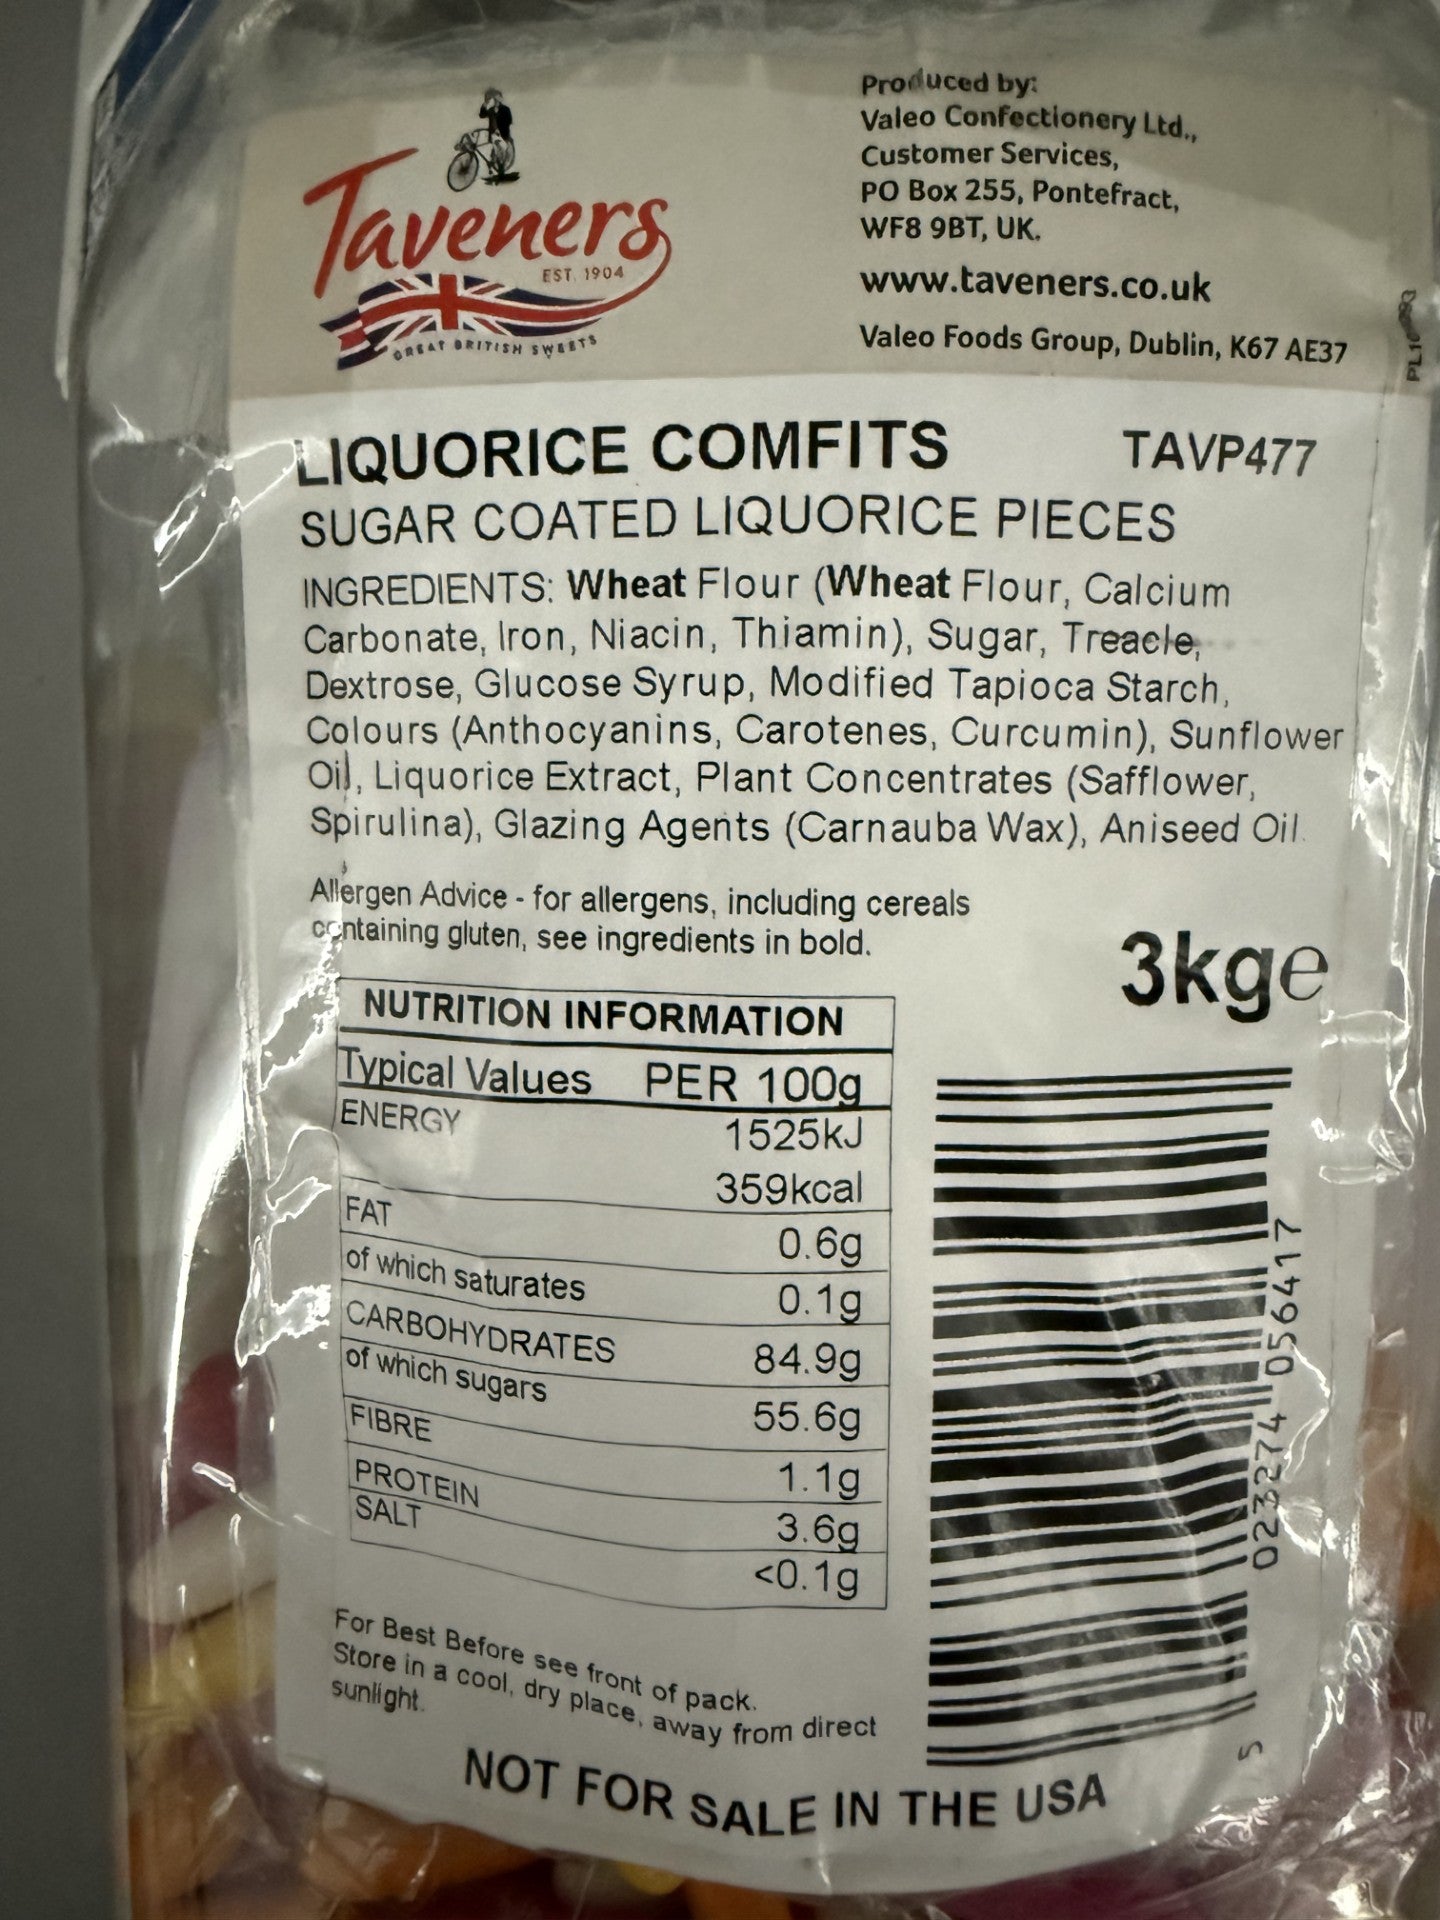 Taveners
EST. 1904
GREAT BRITISH SWEETS
Produced by:
Valeo Confectionery Ltd.,
Customer Services,
PO Box 255, Pontefract,
WF8 9BT, UK.
www.taveners.co.uk
Valeo Foods Group, Dublin, K67 AE37
LIQUORICE COMFITS TAVP477
SUGAR COATED LIQUORICE PIECES
INGREDIENTS: Wheat Flour (Wheat Flour, Calcium
Carbonate, Iron, Niacin, Thiamin), Sugar, Treacle,
Dextrose, Glucose Syrup, Modified Tapioca Starch,
Colours (Anthocyanins, Carotenes, Curcumin), Sunflower
Oil, Liquorice Extract, Plant Concentrates (Safflower,
Spirulina), Glazing Agents (Carnauba Wax), Aniseed Oil.
Allergen Advice - for allergens, including cereals
containing gluten, see ingredients in bold.
3kg℮
NUTRITION INFORMATION
Typical Values PER 100g
ENERGY 1525kJ
359kcal
FAT 0.6g
of which saturates 0.1g
CARBOHYDRATES 84.9g
of which sugars 55.6g
FIBRE 1.1g
PROTEIN 3.6g
SALT <0.1g
5 023274 056417
For Best Before see front of pack.
Store in a cool, dry place, away from direct
sunlight.
NOT FOR SALE IN THE USA